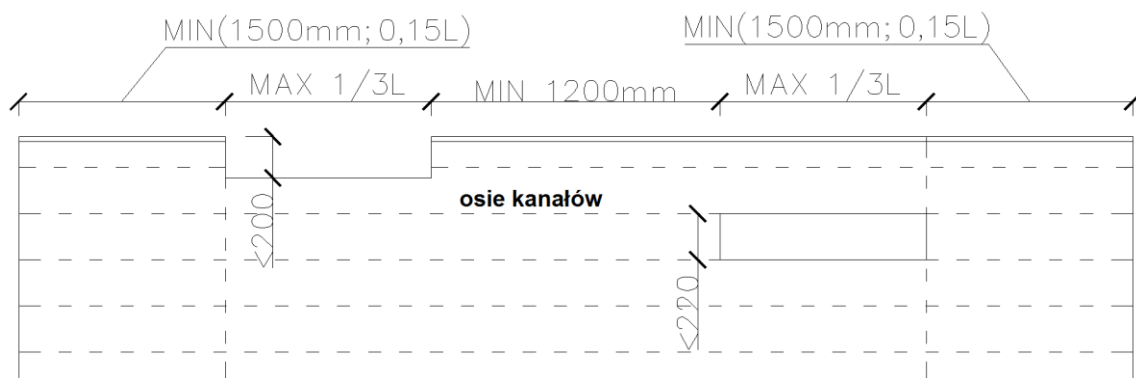 MIN(1500mm; 0,15L)
MIN(1500mm; 0,15L)
MAX 1/3L
MIN 1200mm
MAX 1/3L
osie kanałów
<200
<220